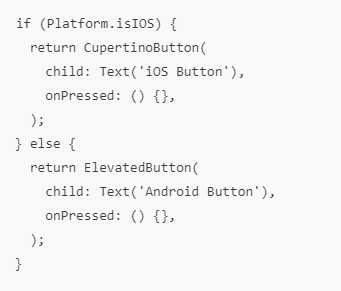 if (Platform.isIOS) {
  return CupertinoButton(
    child: Text('iOS Button'),
    onPressed: () {},
  );
} else {
  return ElevatedButton(
    child: Text('Android Button'),
    onPressed: () {},
  );
}